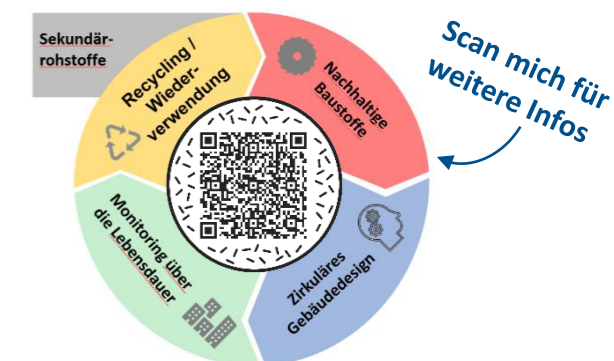 Sekundär-
rohstoffe
Recycling /
Wieder-
verwendung
Nachhaltige
Baustoffe
Scan mich für
weitere Infos
Monitoring über
die Lebensdauer
Zirkuläres
Gebäudedesign